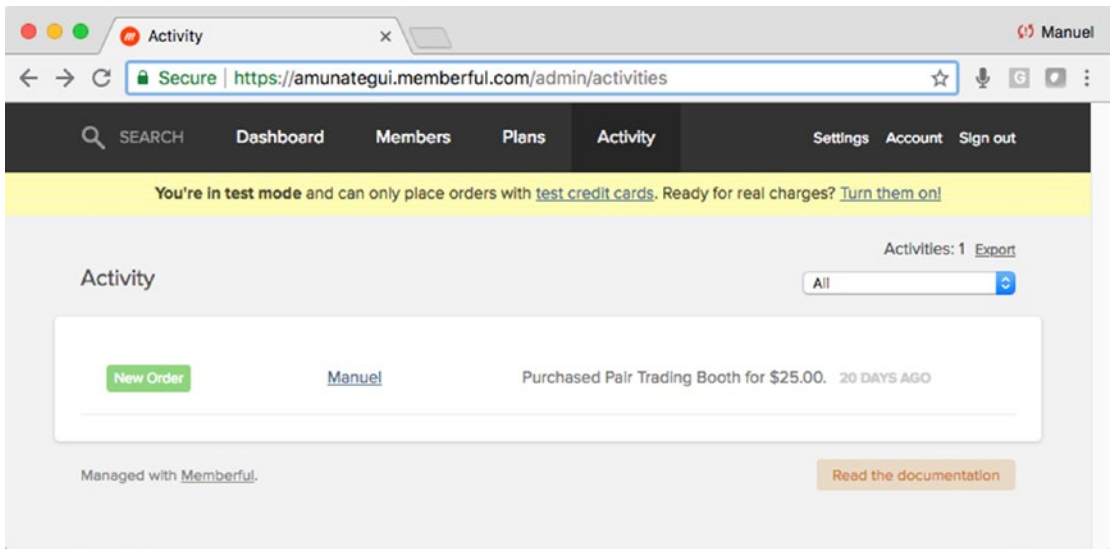 Activity
Manuel
Secure | https://amunategui.memberful.com/admin/activities
G
SEARCH Dashboard Members Plans Activity Settings Account Sign out
You're in test mode and can only place orders with test credit cards. Ready for real charges? Turn them on!
Activities: 1 Export
Activity
All
New Order Manuel Purchased Pair Trading Booth for $25.00. 20 DAYS AGO
Managed with Memberful.
Read the documentation